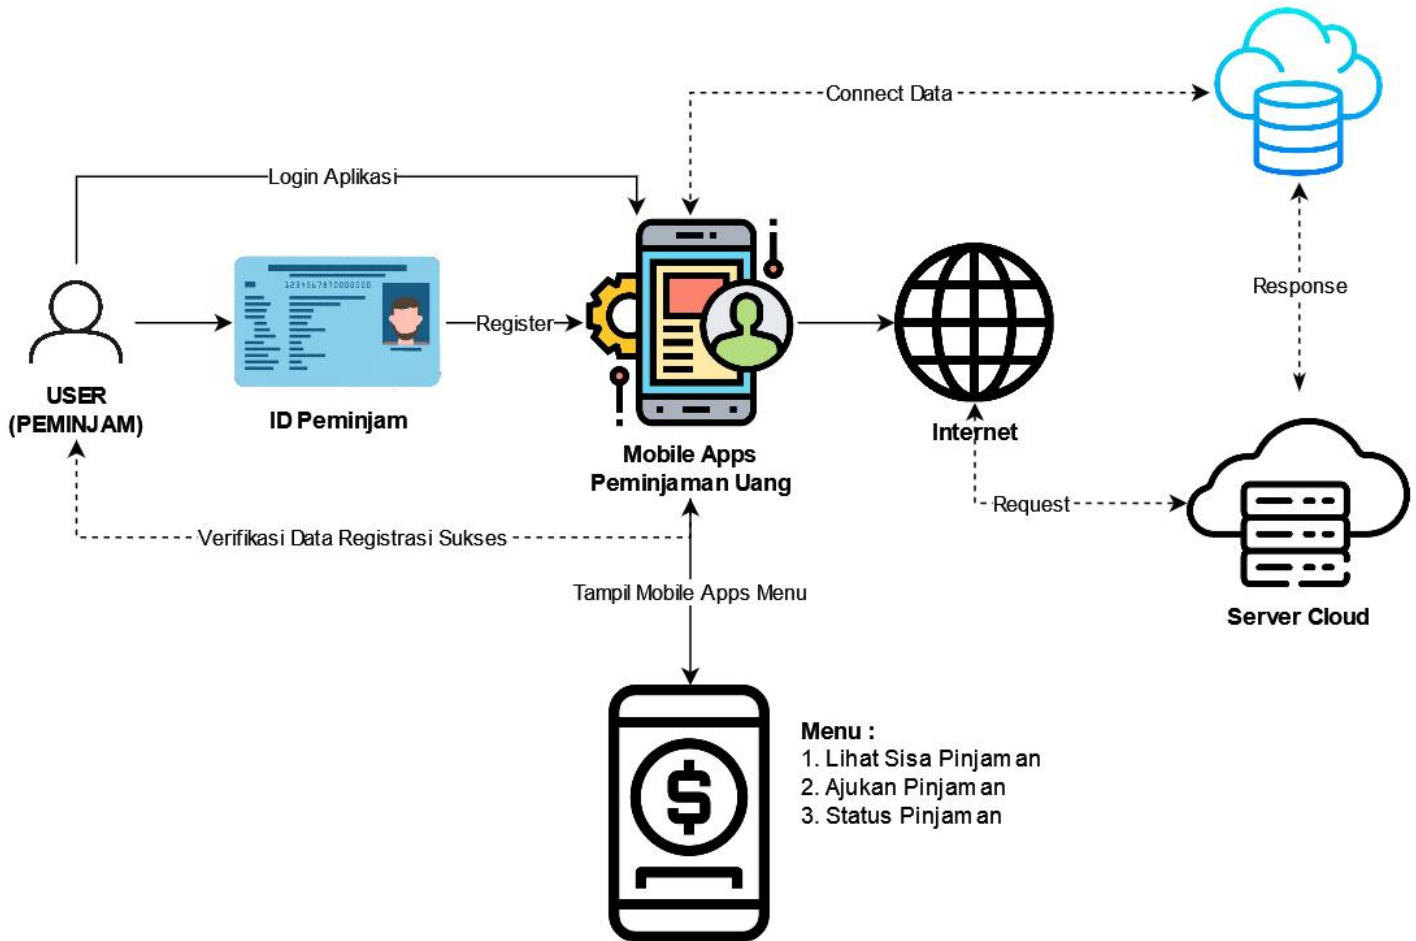 Connect Data
Login Aplikasi
1234567810000000
Response
Register
USER
(PEMINJAM)
ID Peminjam
Internet
Mobile Apps
Peminjaman Uang
Request
Verifikasi Data Registrasi Sukses
Tampil Mobile Apps Menu
Server Cloud
$
Menu :
1. Lihat Sisa Pinjaman
2. Ajukan Pinjaman
3. Status Pinjaman